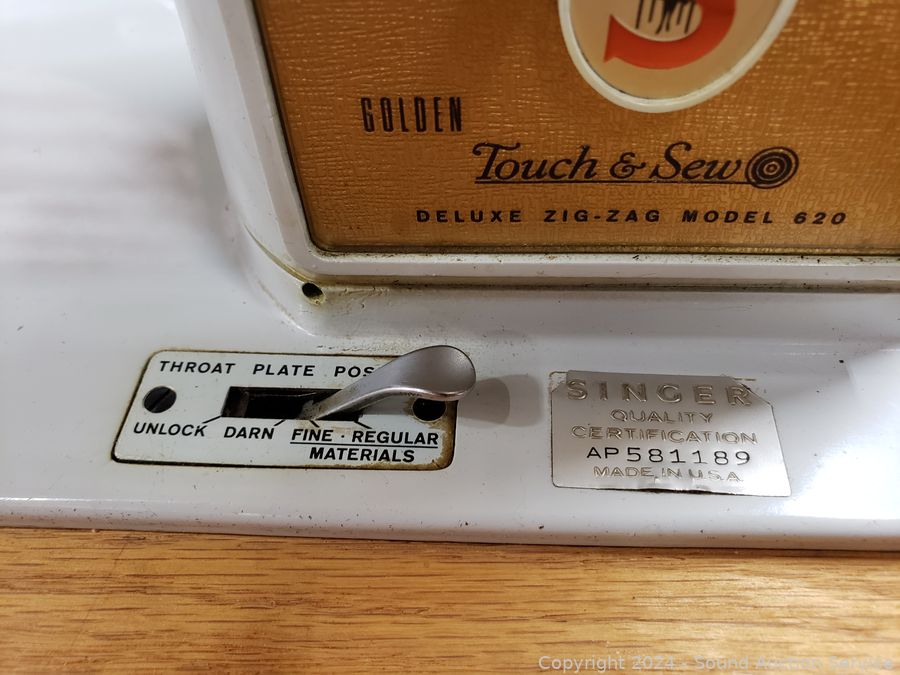 GOLDEN
Touch & Sew
DELUXE ZIG-ZAG MODEL 620
THROAT PLATE POS
UNLOCK DARN FINE · REGULAR
MATERIALS
SINGER
QUALITY
CERTIFICATION
AP581189
MADE IN U.S.A
Copyright 2024 - Sound Auction Service